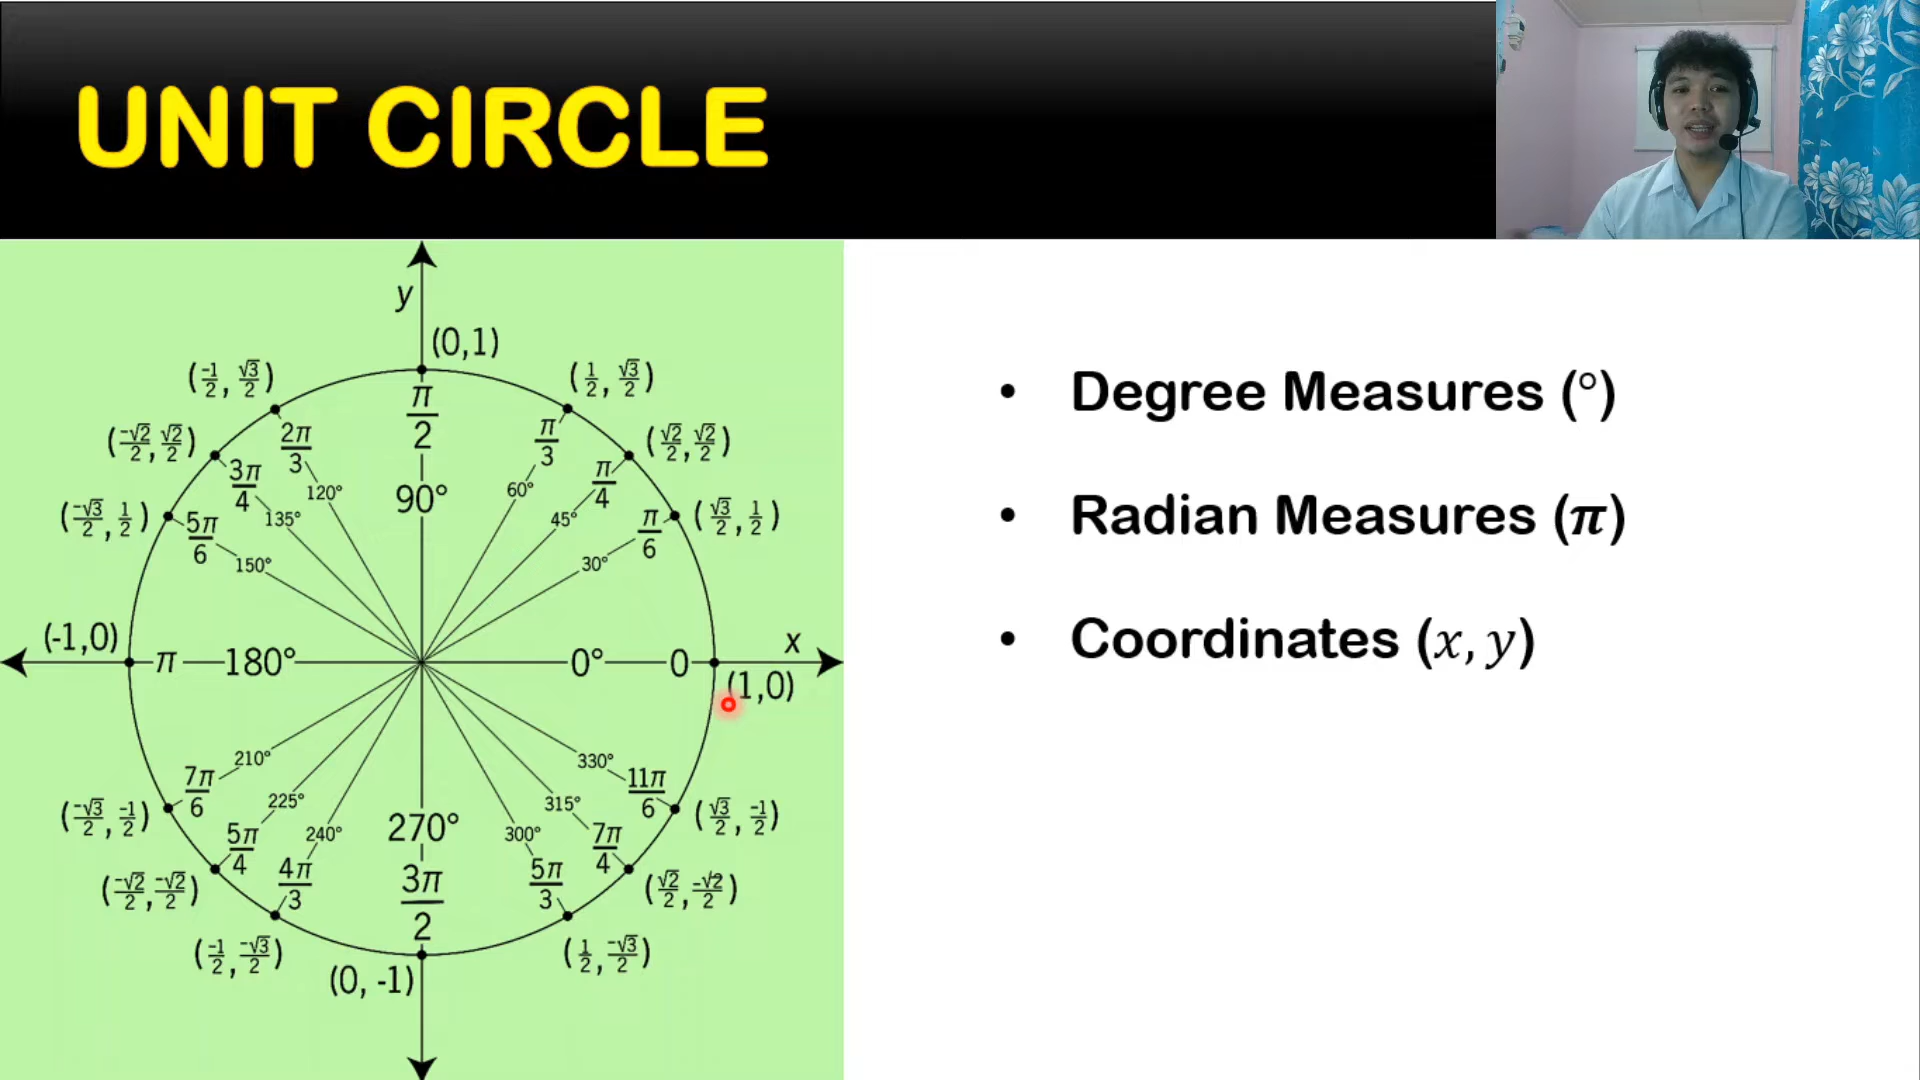 UNIT CIRCLE
y
(0,1)
(-1/2, √3/2)
(1/2, √3/2)
π/2
2π/3
π/3
(-√2/2, √2/2)
(√2/2, √2/2)
3π/4
π/4
120°
90°
60°
(-√3/2, 1/2)
135°
45°
(√3/2, 1/2)
5π/6
π/6
150°
30°
(-1,0)
x
π
180°
0°
0
(1,0)
210°
330°
7π/6
11π/6
(-√3/2, -1/2)
225°
315°
(√3/2, -1/2)
5π/4
240°
270°
300°
7π/4
(-√2/2, -√2/2)
4π/3
3π/2
5π/3
(√2/2, -√2/2)
(-1/2, -√3/2)
(1/2, -√3/2)
(0, -1)
• Degree Measures (°)
• Radian Measures (π)
• Coordinates (x, y)